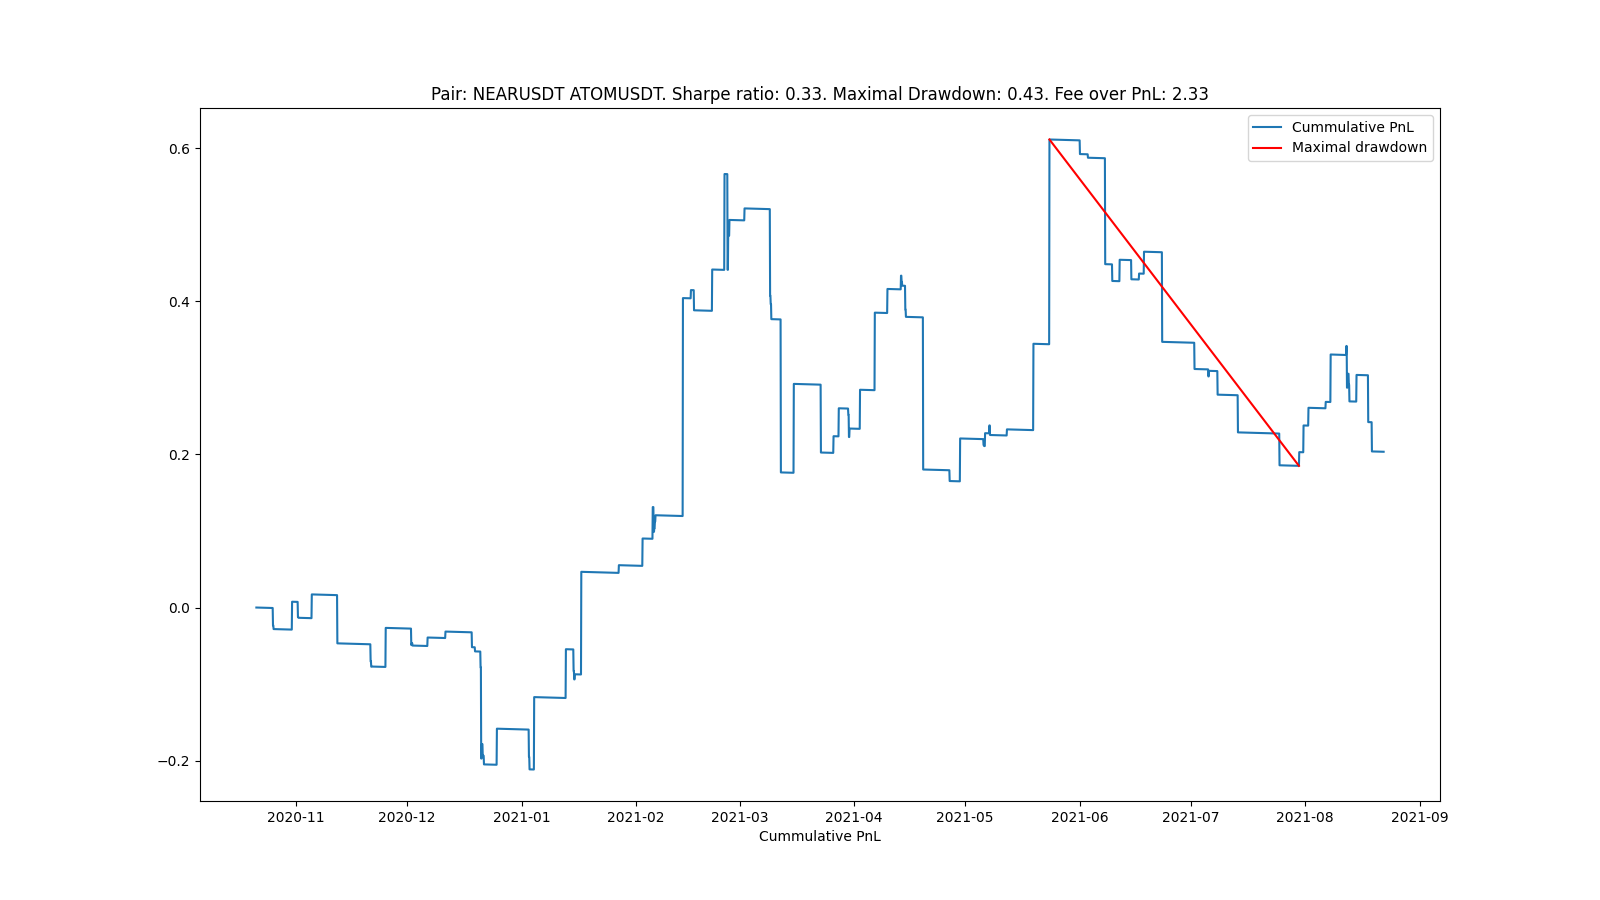 Pair: NEARUSDT ATOMUSDT. Sharpe ratio: 0.33. Maximal Drawdown: 0.43. Fee over PnL: 2.33
Cummulative PnL
Maximal drawdown
0.6
0.4
0.2
0.0
−0.2
2020-11 2020-12 2021-01 2021-02 2021-03 2021-04 2021-05 2021-06 2021-07 2021-08 2021-09
Cummulative PnL